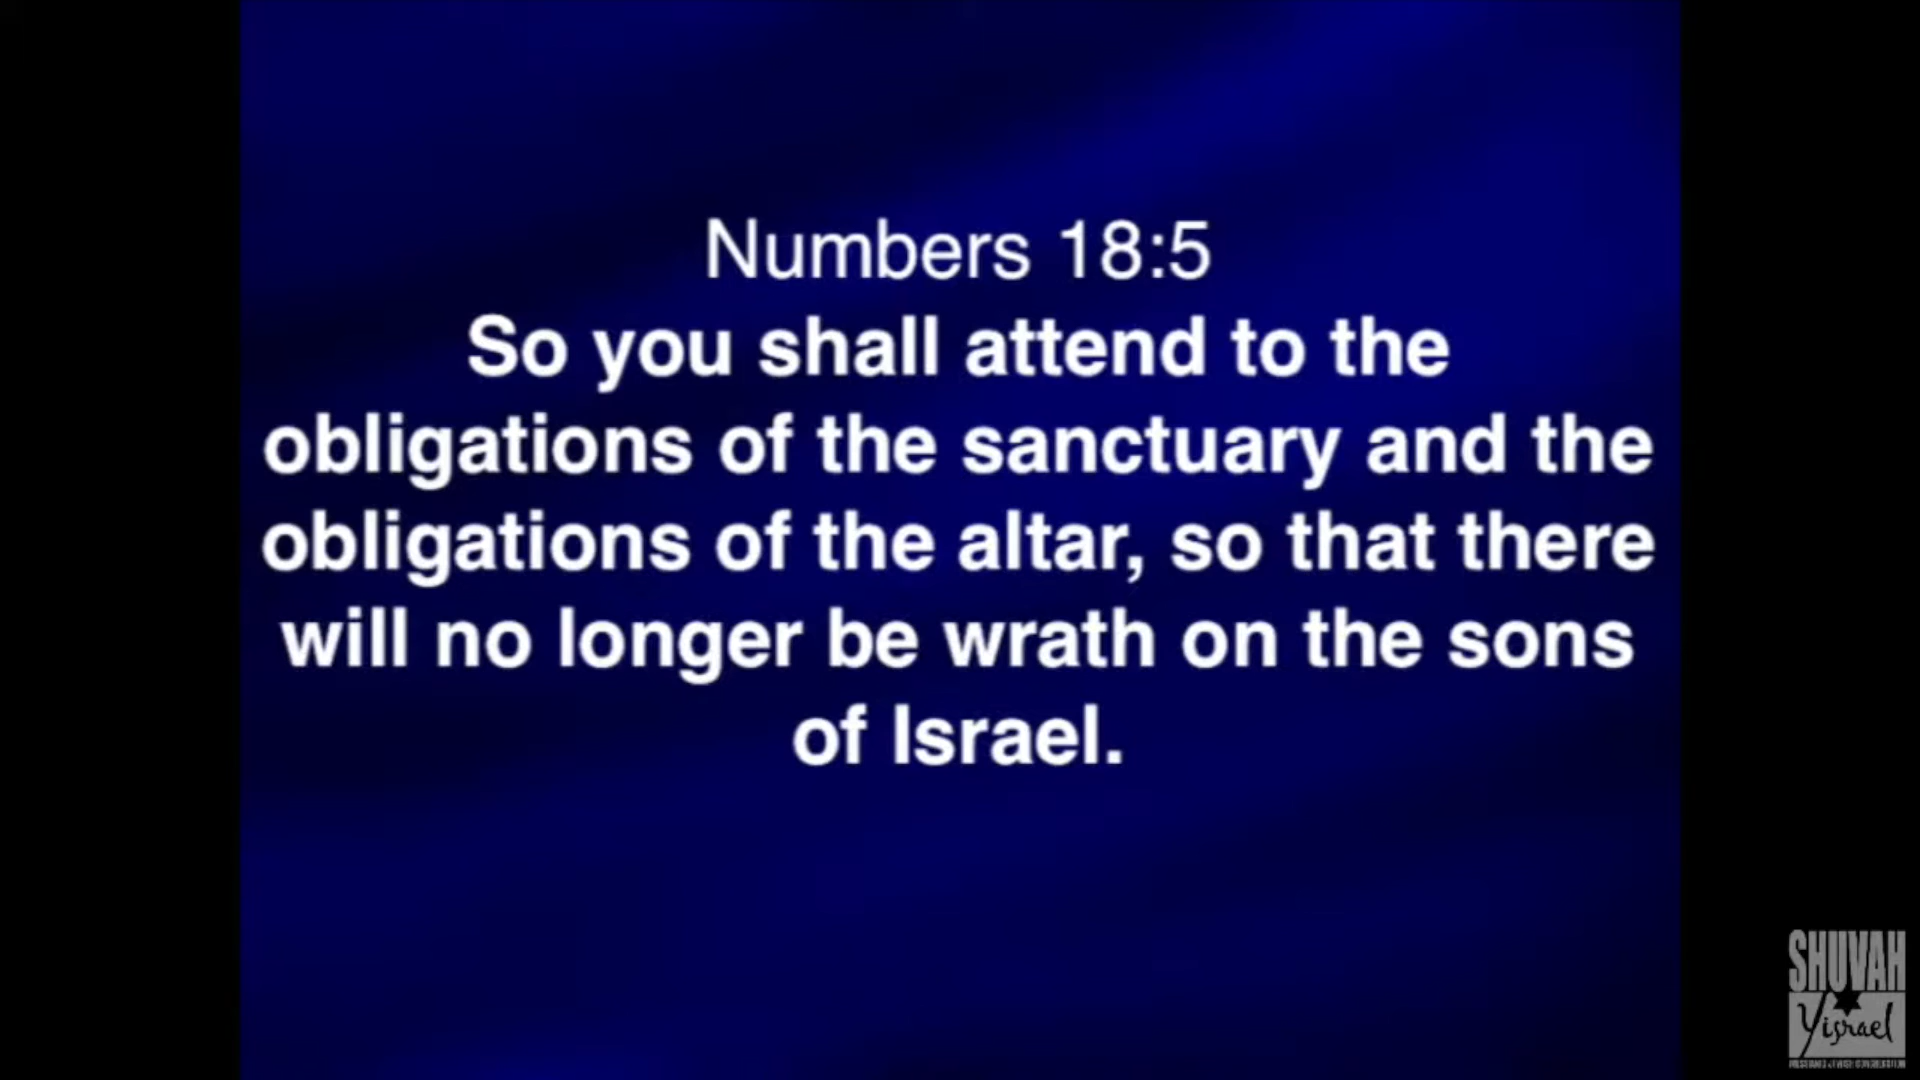 Numbers 18:5
So you shall attend to the
obligations of the sanctuary and the
obligations of the altar, so that there
will no longer be wrath on the sons
of Israel.
SHUVAH
Yisrael